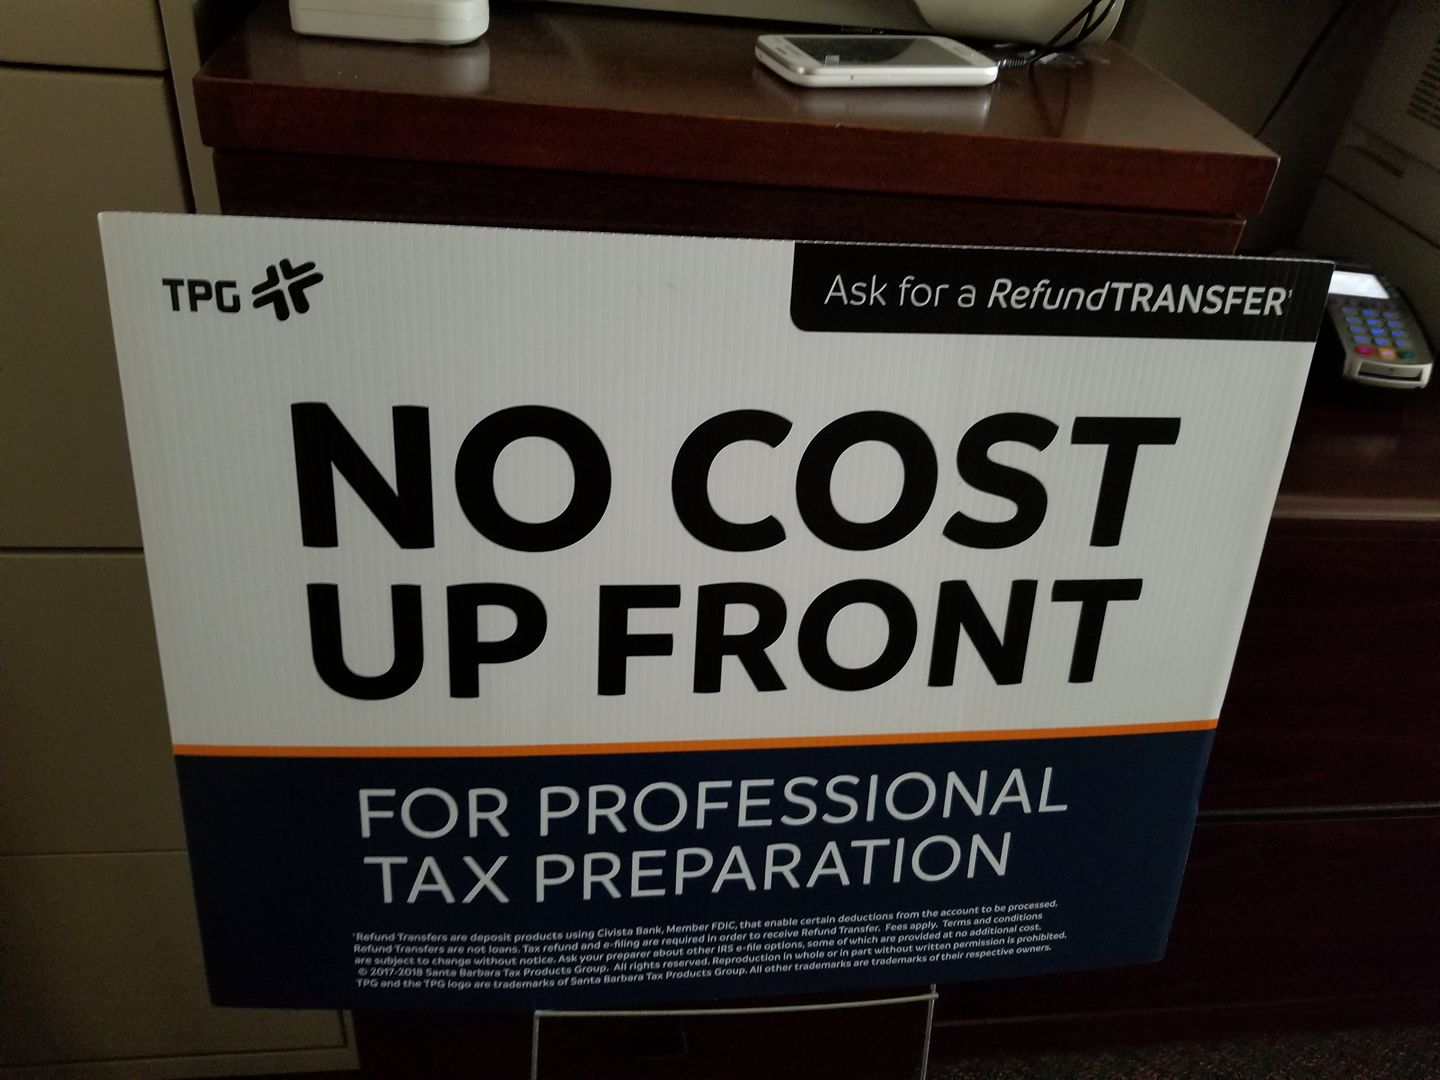 TPG
Ask for a RefundTRANSFER¹
NO COST
UP FRONT
FOR PROFESSIONAL
TAX PREPARATION
¹Refund Transfers are deposit products using Civista Bank, Member FDIC, that enable certain deductions from the account to be processed.
Refund Transfers are not loans. Tax refund and e-filing are required in order to receive Refund Transfer. Fees apply. Terms and conditions
are subject to change without notice. Ask your preparer about other IRS e-file options, some of which are provided at no additional cost.
© 2017-2018 Santa Barbara Tax Products Group. All rights reserved. Reproduction in whole or in part without written permission is prohibited.
TPG and the TPG logo are trademarks of Santa Barbara Tax Products Group. All other trademarks are trademarks of their respective owners.